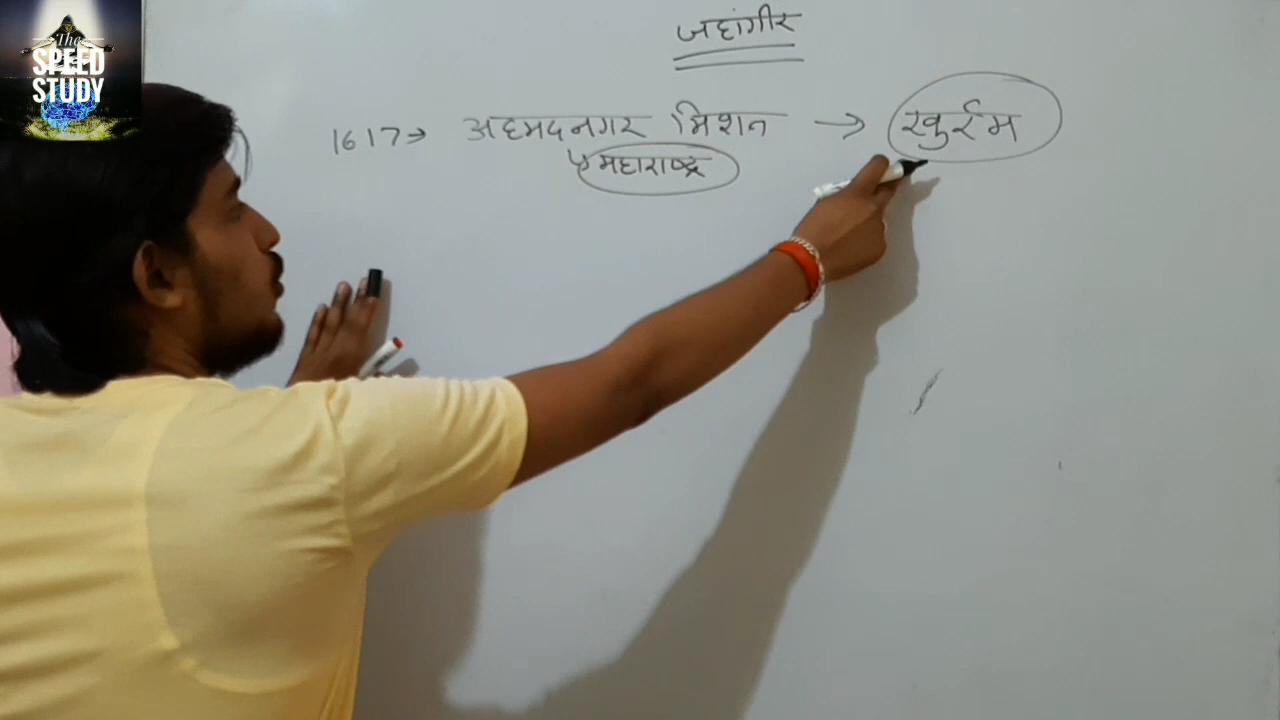 The
SPEED
STUDY
जहांगीर
1617→ अहमदनगर मिशन → खुर्रम
↳ महाराष्ट्र